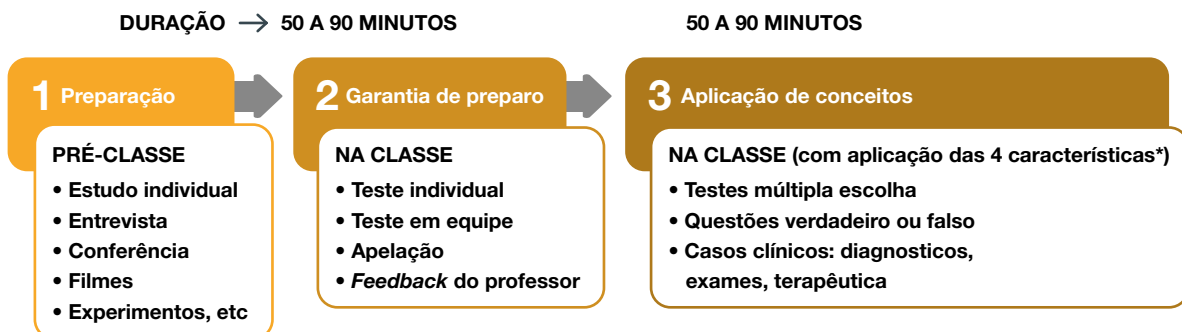 DURAÇÃO → 50 A 90 MINUTOS
50 A 90 MINUTOS
1 Preparação
PRÉ-CLASSE
• Estudo individual
• Entrevista
• Conferência
• Filmes
• Experimentos, etc
2 Garantia de preparo
NA CLASSE
• Teste individual
• Teste em equipe
• Apelação
• Feedback do professor
3 Aplicação de conceitos
NA CLASSE (com aplicação das 4 características*)
• Testes múltipla escolha
• Questões verdadeiro ou falso
• Casos clínicos: diagnosticos,
exames, terapêutica